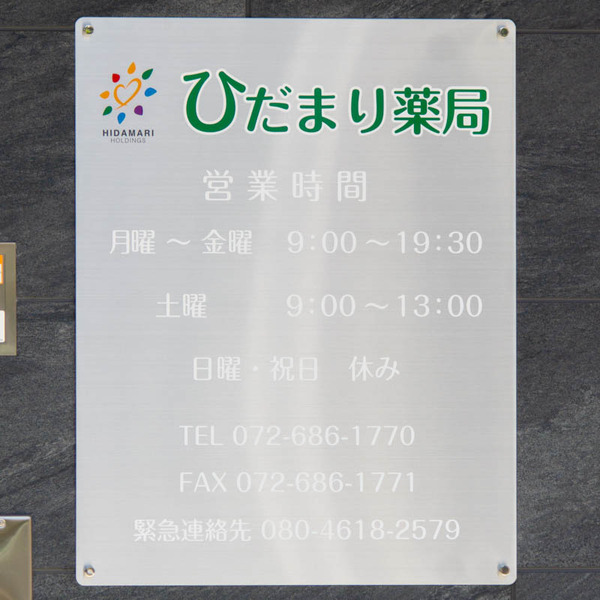 HIDAMARI
HOLDINGS
ひだまり薬局
営業時間
月曜 ～ 金曜 9:00～19:30
土曜 9:00～13:00
日曜・祝日 休み
TEL 072-686-1770
FAX 072-686-1771
緊急連絡先 080-4618-2579